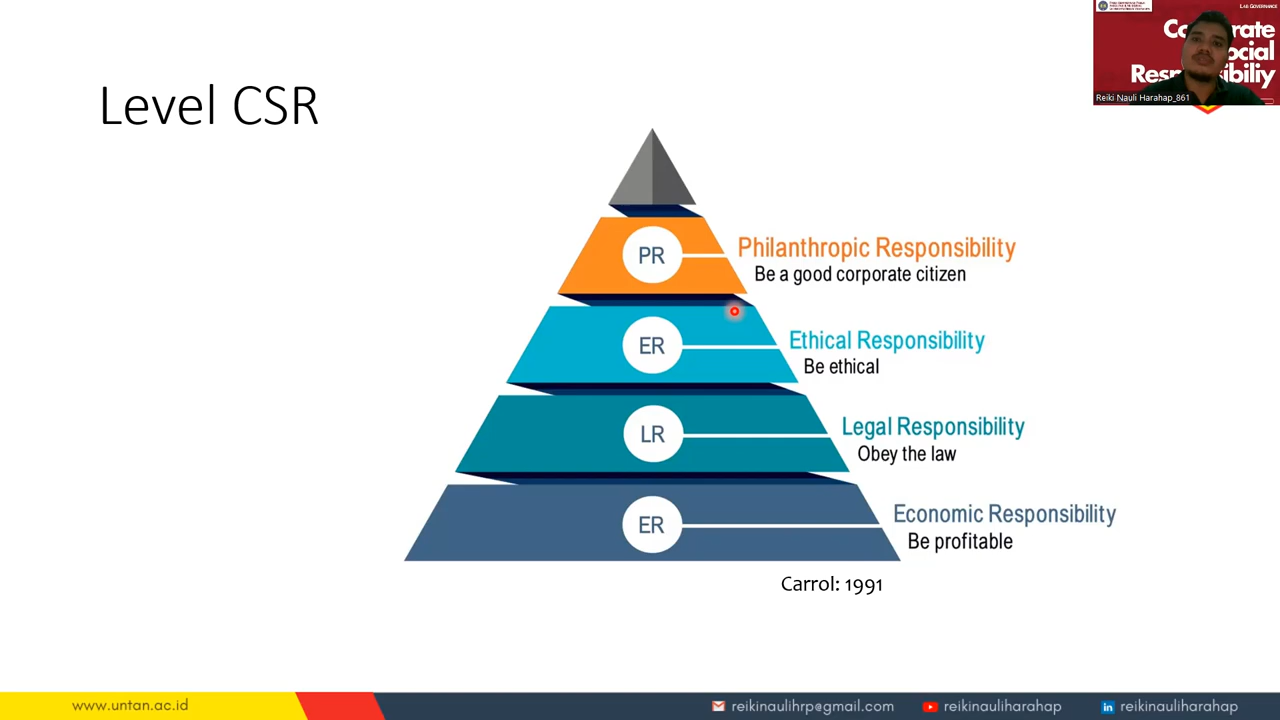 Level CSR
LAB GOVERNANCE
Reiki Nauli Harahap_861
PR
Philanthropic Responsibility
Be a good corporate citizen
ER
Ethical Responsibility
Be ethical
LR
Legal Responsibility
Obey the law
ER
Economic Responsibility
Be profitable
Carrol: 1991
www.untan.ac.id
reikinaulihrp@gmail.com
reikinauliharahap
reikinauliharahap